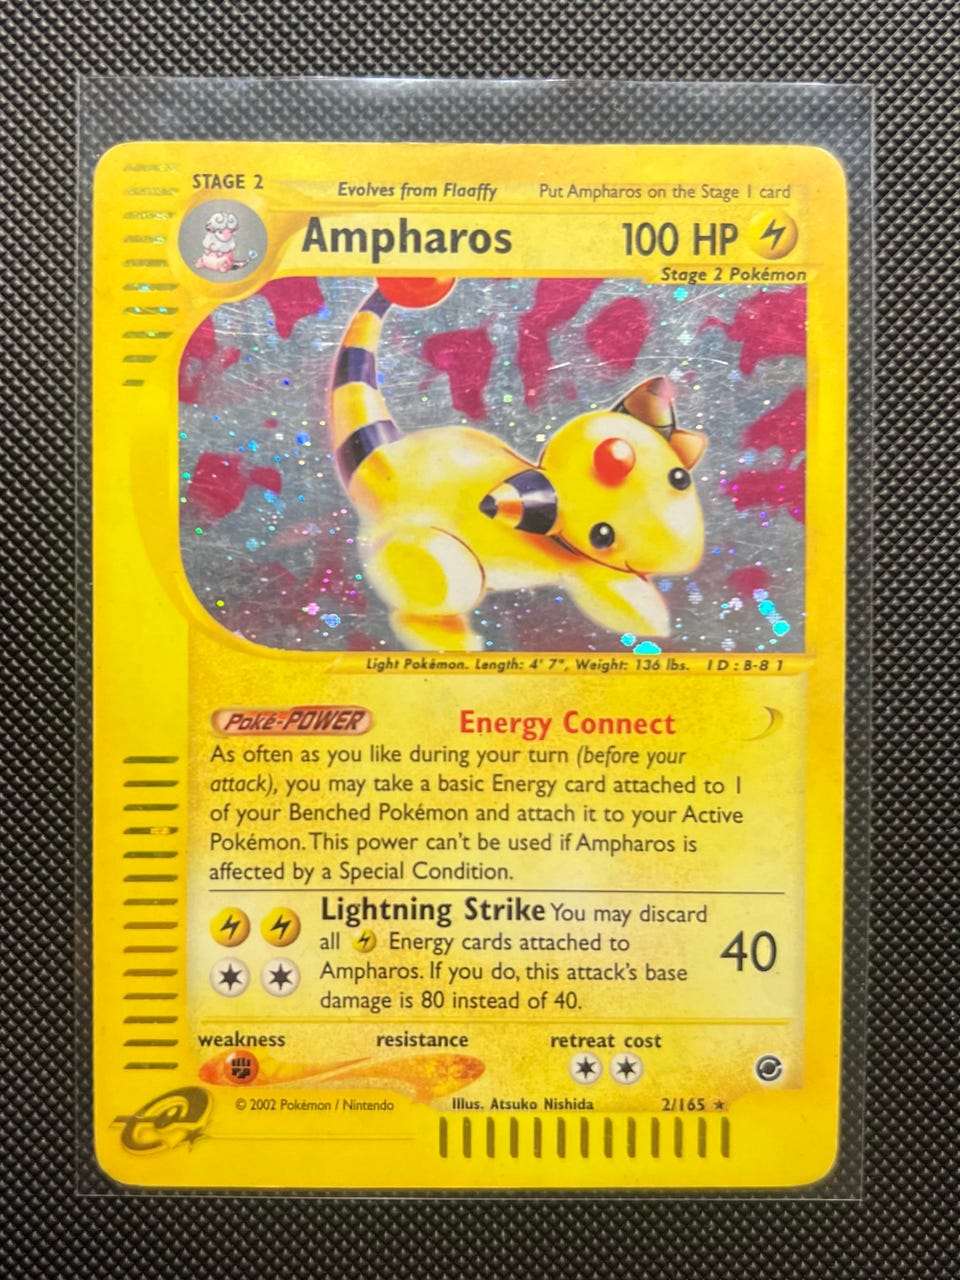 STAGE 2 Evolves from Flaaffy Put Ampharos on the Stage 1 card
Ampharos 100 HP
Stage 2 Pokémon
Light Pokémon. Length: 4' 7", Weight: 136 lbs. ID: B-8 1
Poké-POWER Energy Connect
As often as you like during your turn (before your
attack), you may take a basic Energy card attached to 1
of your Benched Pokémon and attach it to your Active
Pokémon. This power can't be used if Ampharos is
affected by a Special Condition.
Lightning Strike You may discard
all Energy cards attached to
Ampharos. If you do, this attack's base
damage is 80 instead of 40.
40
weakness resistance retreat cost
e
© 2002 Pokémon / Nintendo Illus. Atsuko Nishida 2/165 ★